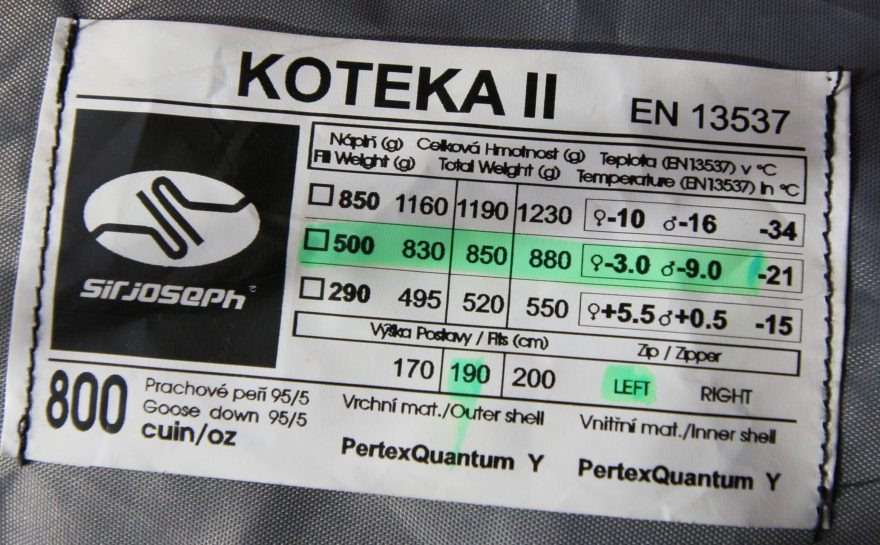 KOTEKA II
EN 13537
Náplň (g) Celková Hmotnost (g) Teplota (EN13537) v °C
Fill Weight (g) Total Weight (g) Temperature (EN13537) in °C
850 1160 1190 1230 ♀-10 ♂-16 -34
500 830 850 880 ♀-3.0 ♂-9.0 -21
290 495 520 550 ♀+5.5 ♂+0.5 -15
SIRJOSEPH®
Výška Postavy / Fits (cm) Zip / Zipper
170 190 200 LEFT RIGHT
800 Prachové peří 95/5
Goose down 95/5
cuin/oz
Vrchní mat./Outer shell Vnitřní mat./Inner shell
PertexQuantum Y PertexQuantum Y